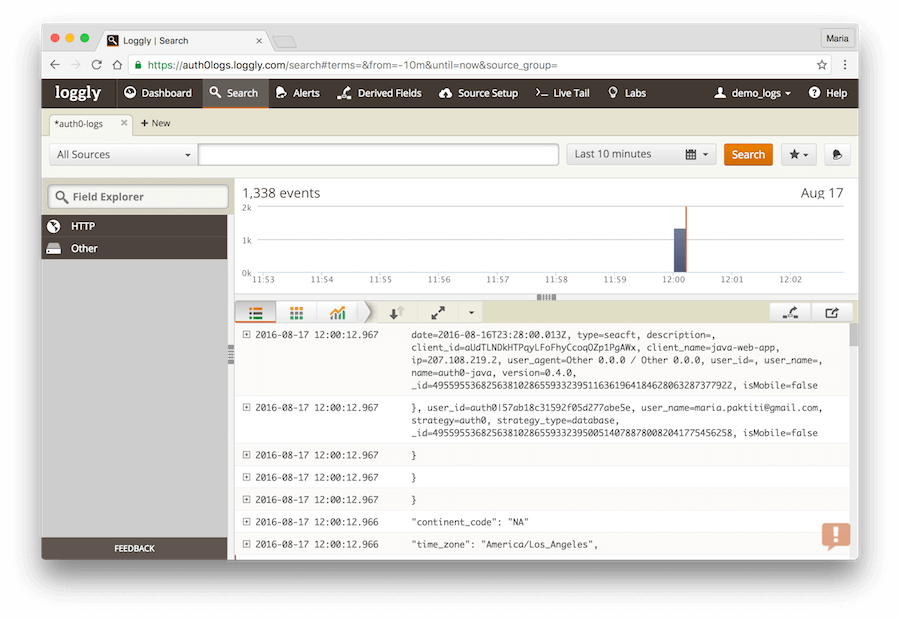 Loggly | Search
Maria
https://auth0logs.loggly.com/search#terms=&from=-10m&until=now&source_group=
loggly Dashboard Search Alerts Derived Fields Source Setup Live Tail Labs demo_logs Help
*auth0-logs + New
All Sources Last 10 minutes Search
Field Explorer
1,338 events Aug 17
HTTP
Other
2k
1k
0k
11:53 11:54 11:55 11:56 11:57 11:58 11:59 12:00 12:01 12:02
2016-08-17 12:00:12.967 date=2016-08-16T23:28:00.013Z, type=seacft, description=,
client_id=aUdTLNDkHTPqyLFoFhyCcoqOZp1PgAWx, client_name=java-web-app,
ip=207.108.219.2, user_agent=Other 0.0.0 / Other 0.0.0, user_id=, user_name=,
name=auth0-java, version=0.4.0,
_id=49559553682563810286559332395116361964184628063287377922, isMobile=false
2016-08-17 12:00:12.967 }, user_id=auth0|57ab18c31592f05d277abe5e, user_name=maria.paktiti@gmail.com,
strategy=auth0, strategy_type=database,
_id=49559553682563810286559332395005140788780082041775456258, isMobile=false
2016-08-17 12:00:12.967 }
2016-08-17 12:00:12.967 }
2016-08-17 12:00:12.967 }
2016-08-17 12:00:12.966 "continent_code": "NA"
2016-08-17 12:00:12.966 "time_zone": "America/Los_Angeles",
FEEDBACK